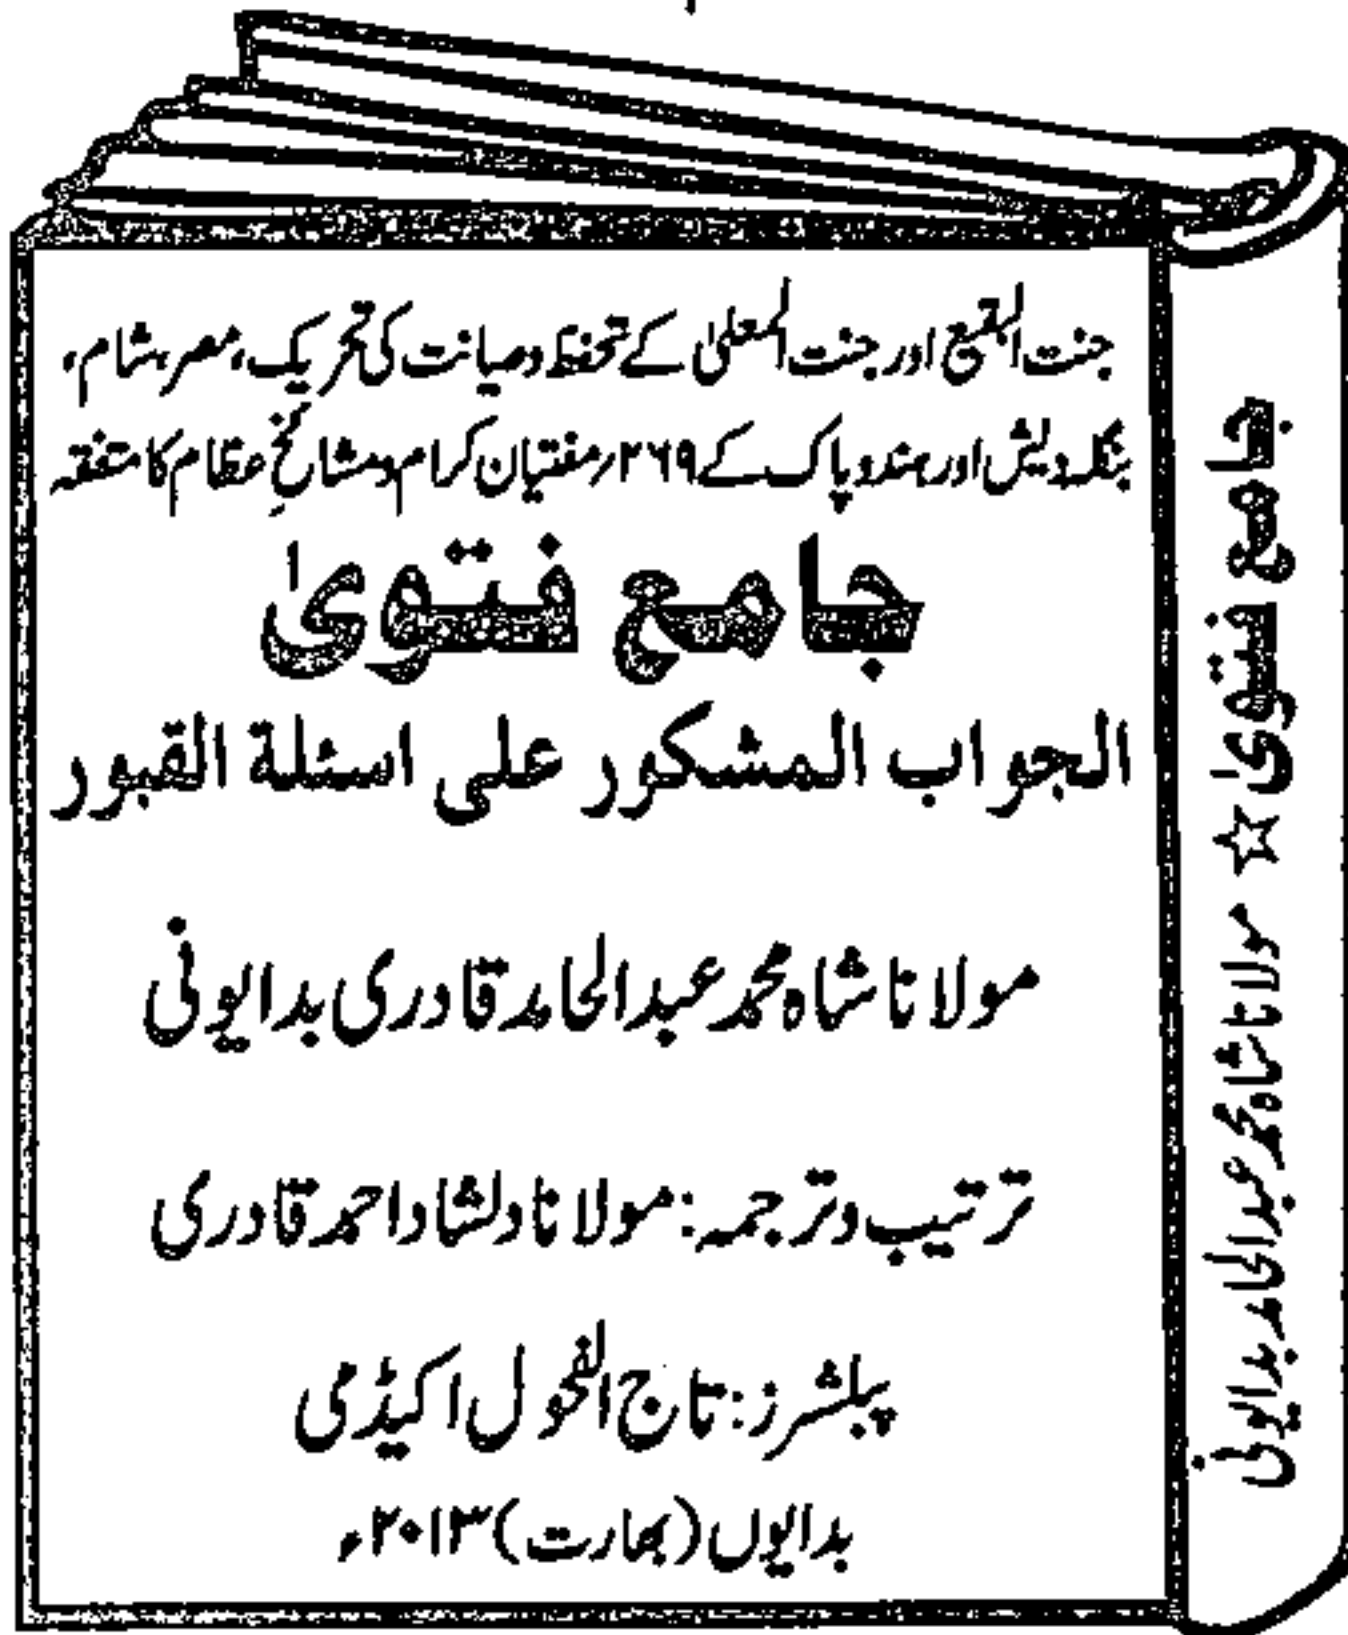 جنت البقیع اور جنت المعلیٰ کے تحفظ و صیانت کی تحریک، مصر، شام،
بنگلہ دیش اور ہندو پاک کے ۲۶۹؍ مفتیان کرام و مشائخِ عظام کا متفقہ
جامع فتویٰ
الجواب المشکور علی اسئلة القبور
مولانا شاہ محمد عبدالحامد قادری بدایونی
ترتیب و ترجمہ: مولانا دلشاد احمد قادری
پبلشرز: تاج الفحول اکیڈمی
بدایوں (بھارت) ۲۰۱۳ء
جامع فتویٰ ☆ مولانا شاہ محمد عبدالحامد بدایونی